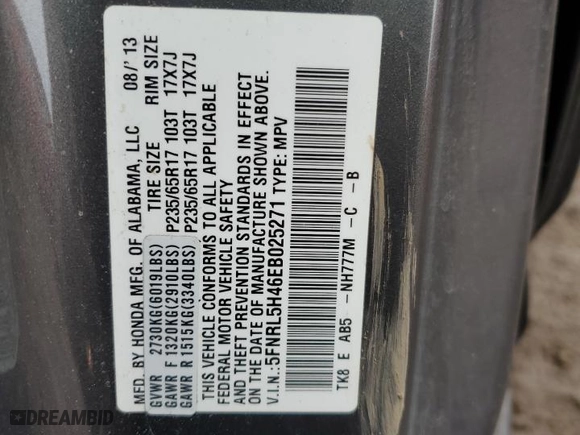 MFD. BY HONDA MFG. OF ALABAMA, LLC 08/'13
GVWR 2730KG(6019LBS) TIRE SIZE RIM SIZE
GAWR F 1320KG(2910LBS) P235/65R17 103T 17X7J
GAWR R 1515KG(3340LBS) P235/65R17 103T 17X7J
THIS VEHICLE CONFORMS TO ALL APPLICABLE
FEDERAL MOTOR VEHICLE SAFETY
AND THEFT PREVENTION STANDARDS IN EFFECT
ON THE DATE OF MANUFACTURE SHOWN ABOVE.
V.I.N.:5FNRL5H46EB025271 TYPE: MPV
TK8 E AB5 -NH777M -C -B
DREAMBID